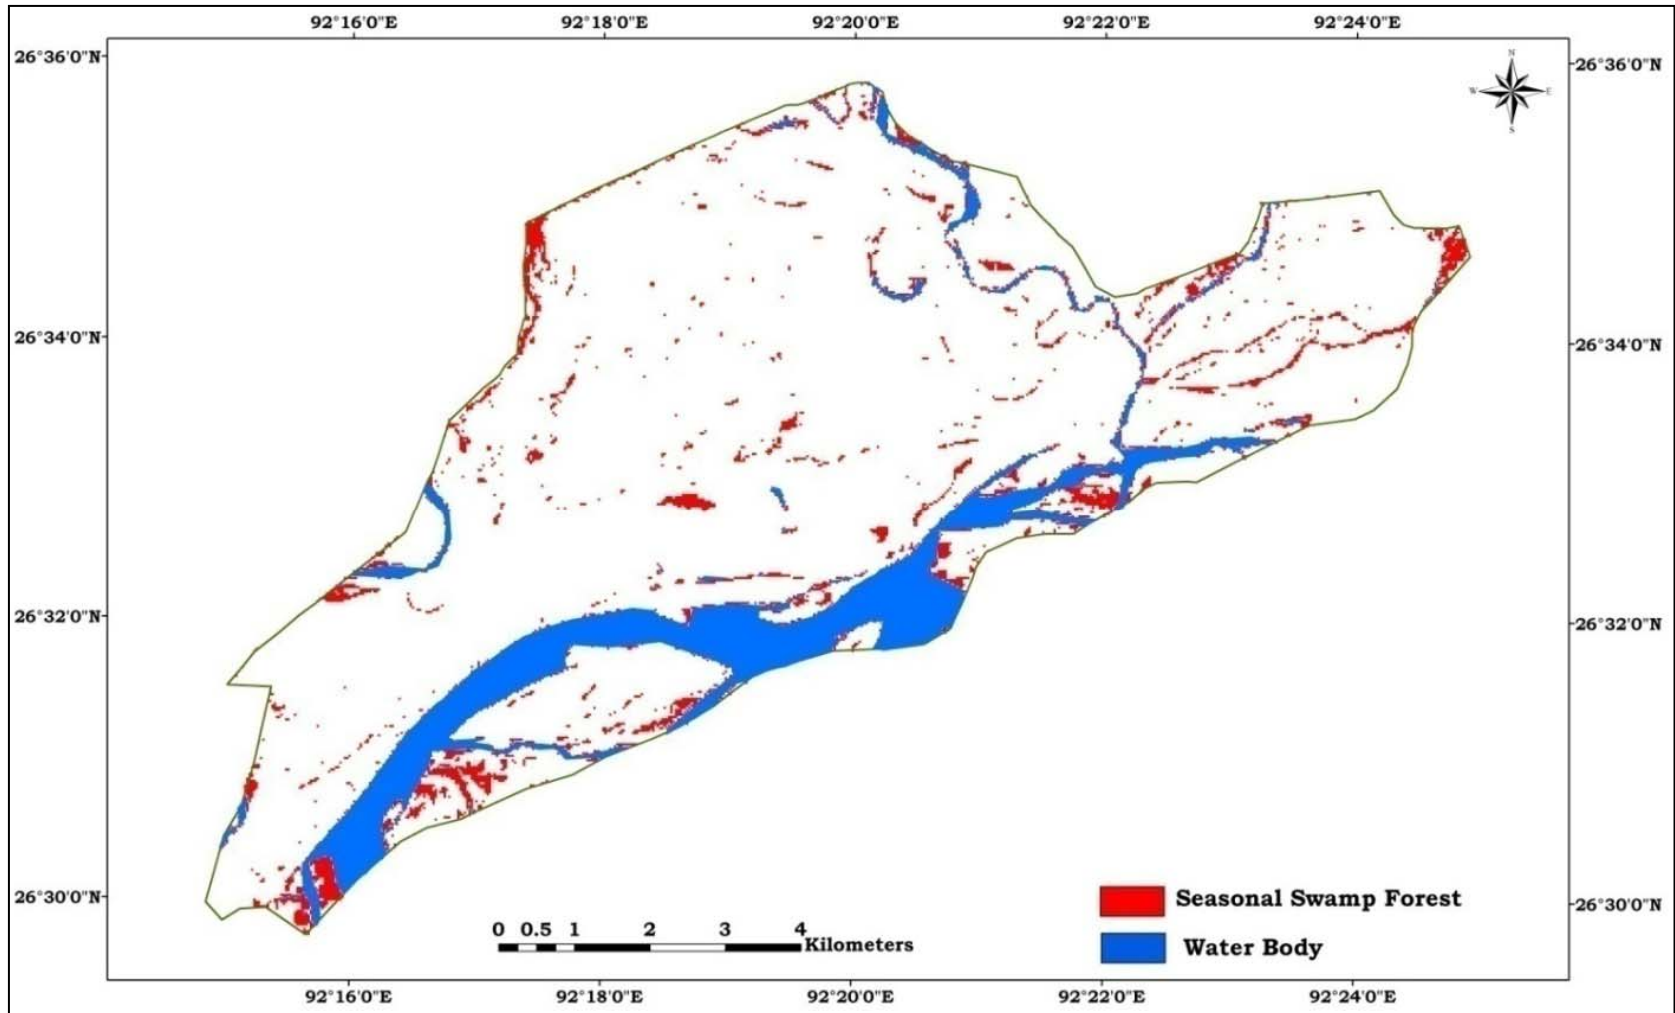 92°16'0"E 92°18'0"E 92°20'0"E 92°22'0"E 92°24'0"E
26°36'0"N 26°36'0"N
N
W E
S
26°34'0"N 26°34'0"N
26°32'0"N 26°32'0"N
26°30'0"N 26°30'0"N
Seasonal Swamp Forest
0 0.5 1 2 3 4
Kilometers
Water Body
92°16'0"E 92°18'0"E 92°20'0"E 92°22'0"E 92°24'0"E